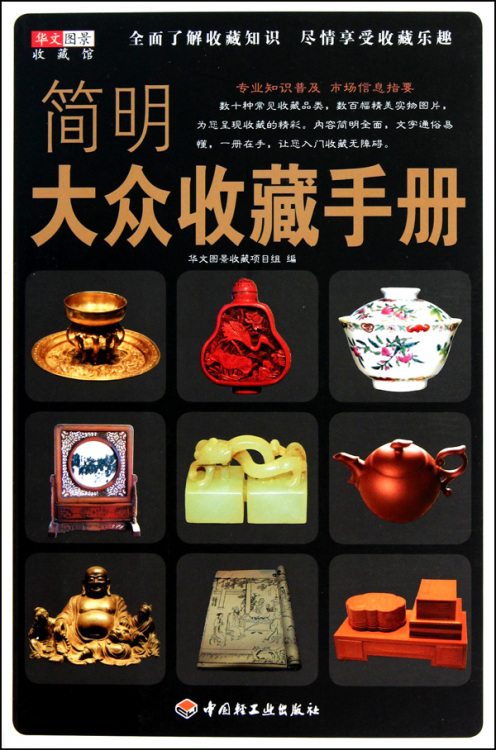 华文图景
收藏馆
全面了解收藏知识 尽情享受收藏乐趣
专业知识普及 市场信息指要
数十种常见收藏品类，数百幅精美实物图片，
为您呈现收藏的精彩。内容简明全面，文字通俗易
懂，一册在手，让您入门收藏无障碍。
简明
大众收藏手册
华文图景收藏项目组 编
中国轻工业出版社